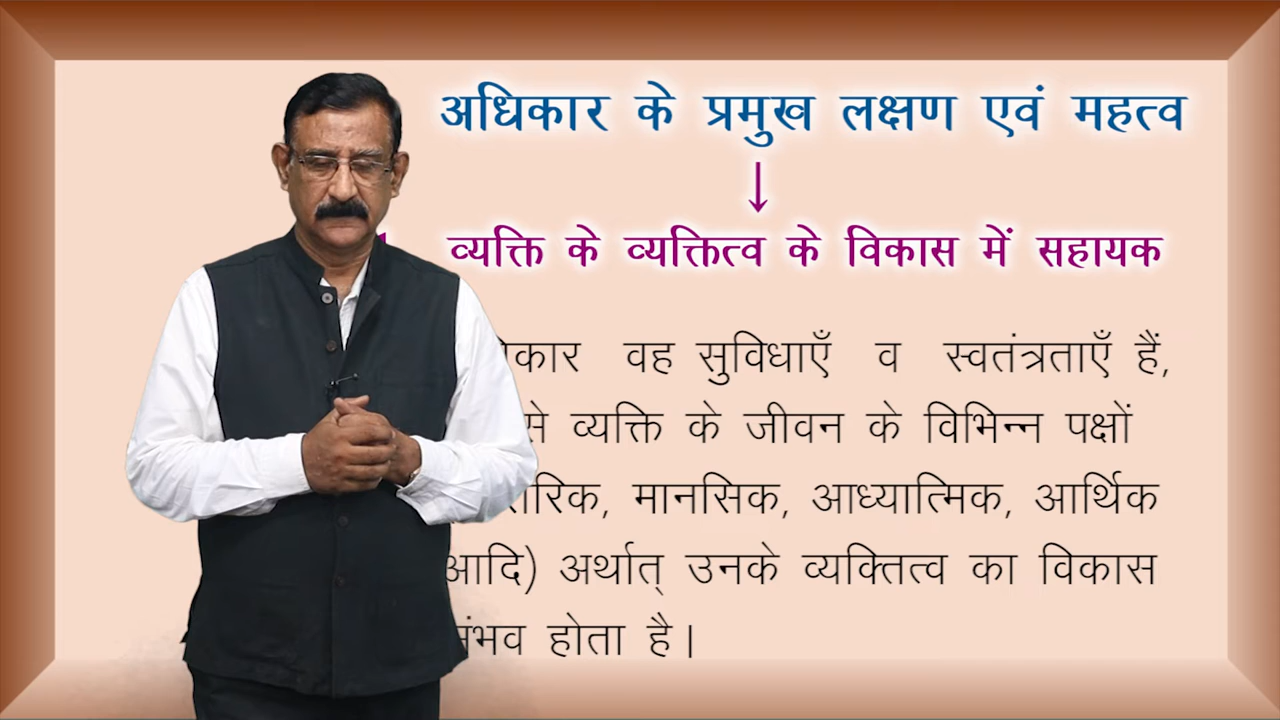 अधिकार के प्रमुख लक्षण एवं महत्व
↓
व्यक्ति के व्यक्तित्व के विकास में सहायक
वह सुविधाएँ व स्वतंत्रताएँ हैं,
से व्यक्ति के जीवन के विभिन्न पक्षों
मानसिक, आध्यात्मिक, आर्थिक
आदि) अर्थात् उनके व्यक्तित्व का विकास
होता है।